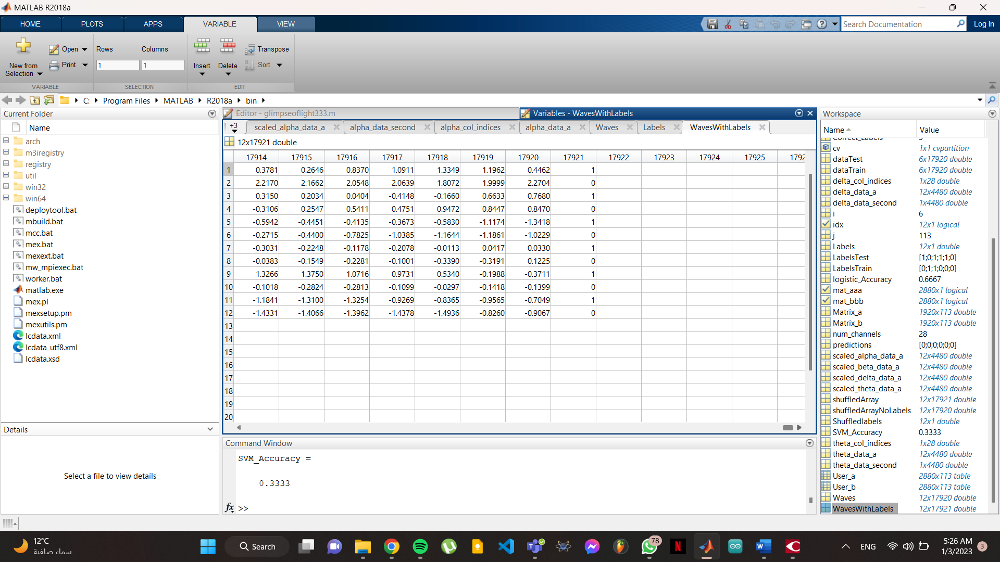 MATLAB R2018a
HOME PLOTS APPS VARIABLE VIEW
Search Documentation Log In
New from Selection Open Print Rows Columns Insert Delete Transpose Sort
1 1
VARIABLE SELECTION EDIT
C: Program Files MATLAB R2018a bin
Current Folder
Name
arch
m3iregistry
registry
util
win32
win64
deploytool.bat
mbuild.bat
mcc.bat
mex.bat
mexext.bat
mw_mpiexec.bat
worker.bat
matlab.exe
mex.pl
mexsetup.pm
mexutils.pm
lcdata.xml
lcdata_utf8.xml
lcdata.xsd
Details
Select a file to view details
Editor - glimpseoflight333.m
Variables - WavesWithLabels
+3 scaled_alpha_data_a alpha_data_second alpha_col_indices alpha_data_a Waves Labels WavesWithLabels
12x17921 double
17914 17915 17916 17917 17918 17919 17920 17921 17922 17923 17924 17925 1792
1 0.3781 0.2646 0.8370 1.0911 1.3349 1.1962 0.4462 1
2 2.2170 2.1662 2.0548 2.0639 1.8072 1.9999 2.2704 0
3 0.3150 0.2034 0.0404 -0.4148 -0.1660 0.6633 0.7680 1
4 -0.3106 0.2547 0.5411 0.4751 0.9472 0.8447 0.8470 0
5 -0.5942 -0.4451 -0.4135 -0.3673 -0.5830 -1.1174 -1.3418 1
6 -0.2715 -0.4400 -0.7825 -1.0385 -1.1644 -1.1861 -1.0229 0
7 -0.3031 -0.2248 -0.1178 -0.2078 -0.0113 0.0417 0.0330 1
8 -0.0383 -0.1549 -0.2281 -0.1001 -0.3390 -0.3191 0.1225 0
9 1.3266 1.3750 1.0716 0.9731 0.5340 -0.1988 -0.3711 1
10 -0.1018 -0.2824 -0.2813 -0.1099 -0.0297 -0.1418 -0.1399 0
11 -1.1841 -1.3100 -1.3254 -0.9269 -0.8365 -0.9565 -0.7049 1
12 -1.4331 -1.4066 -1.3962 -1.4378 -1.4936 -0.8260 -0.9067 0
13
14
15
16
17
18
19
20
Command Window
SVM_Accuracy =
0.3333
fx >>
Workspace
Name Value
Correct_Labels 3
cv 1x1 cvpartition
dataTest 6x17920 double
dataTrain 6x17920 double
delta_col_indices 1x28 double
delta_data_a 12x4480 double
delta_data_second 1x4480 double
i 6
idx 12x1 logical
j 113
Labels 12x1 double
LabelsTest [1;0;1;1;1;0]
LabelsTrain [0;1;1;0;0;0]
logistic_Accuracy 0.6667
mat_aaa 2880x1 logical
mat_bbb 2880x1 logical
Matrix_a 1920x113 double
Matrix_b 1920x113 double
num_channels 28
predictions [0;0;0;0;0;0]
scaled_alpha_data_a 12x4480 double
scaled_beta_data_a 12x4480 double
scaled_delta_data_a 12x4480 double
scaled_theta_data_a 12x4480 double
shuffledArray 12x17921 double
shuffledArrayNoLabels 12x17920 double
Shuffledlabels 12x1 double
SVM_Accuracy 0.3333
theta_col_indices 1x28 double
theta_data_a 12x4480 double
theta_data_second 1x4480 double
User_a 2880x113 table
User_b 2880x113 table
Waves 12x17920 double
WavesWithLabels 12x17921 double
12°C
سماء صافية
Search
78
ENG
5:26 AM
1/3/2023
3